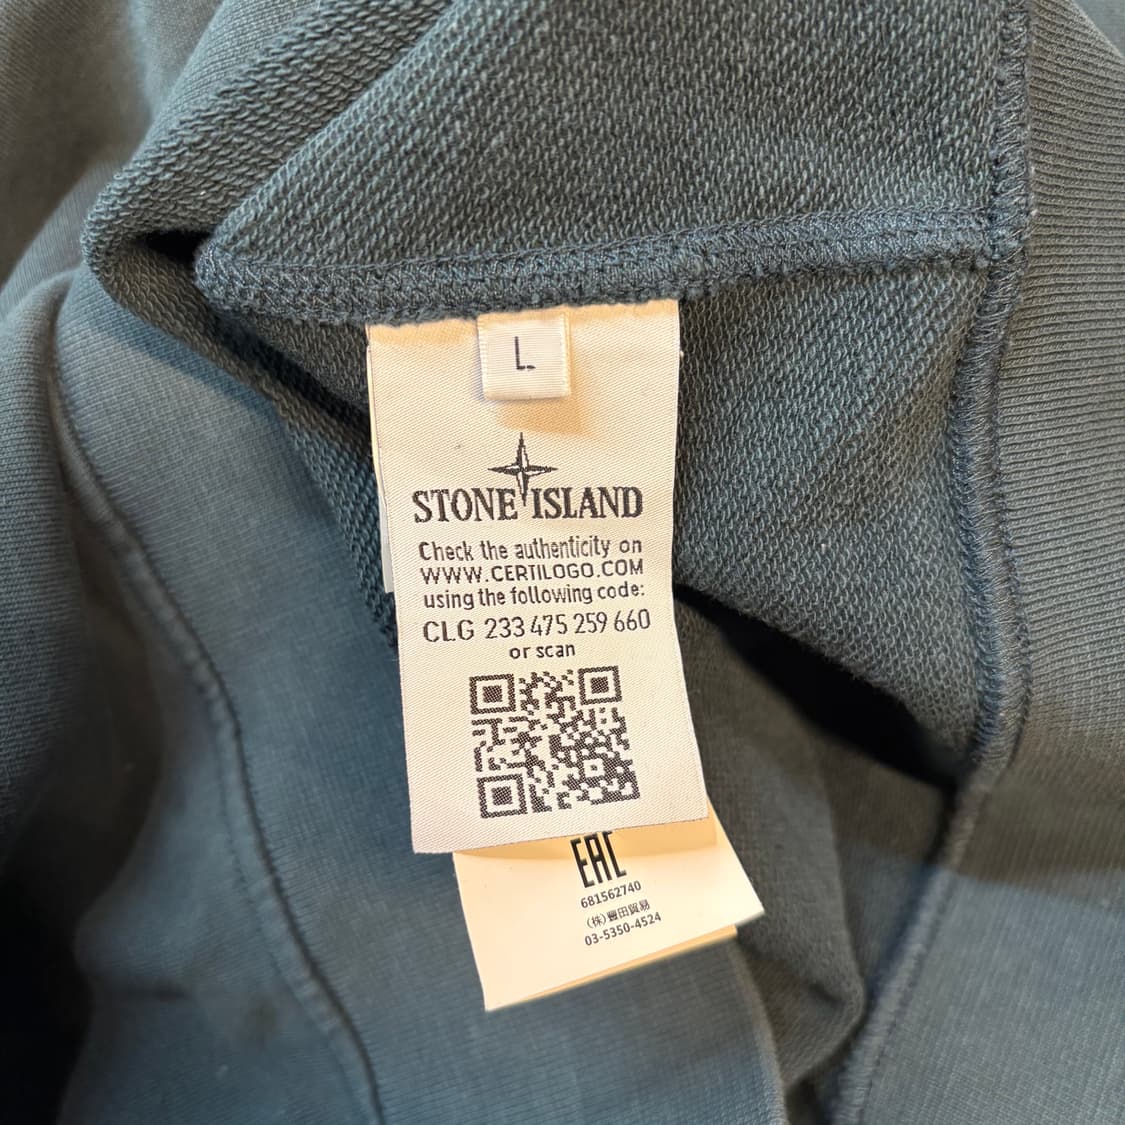 L
STONE ISLAND
Check the authenticity on
WWW.CERTILOGO.COM
using the following code:
CLG 233 475 259 660
or scan
EAC
681562740
(株)豊田貿易
03-5350-4524